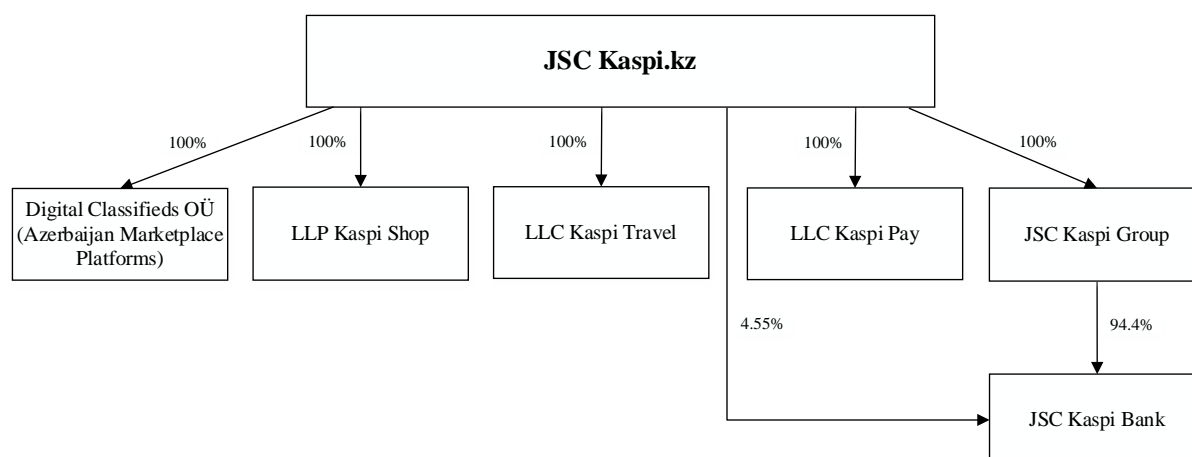 JSC Kaspi.kz
100%
100%
100%
100%
100%
Digital Classifieds OÜ
(Azerbaijan Marketplace
Platforms)
LLP Kaspi Shop
LLC Kaspi Travel
LLC Kaspi Pay
JSC Kaspi Group
4.55%
94.4%
JSC Kaspi Bank